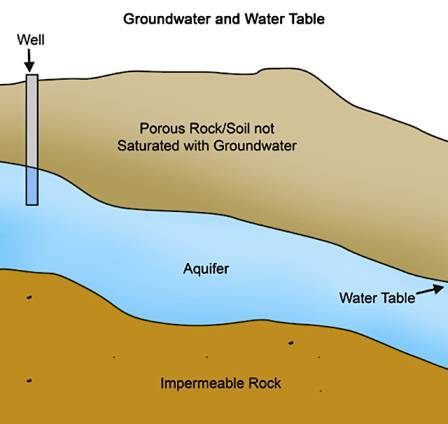 Groundwater and Water Table
Well
Porous Rock/Soil not
Saturated with Groundwater
Aquifer
Water Table
Impermeable Rock